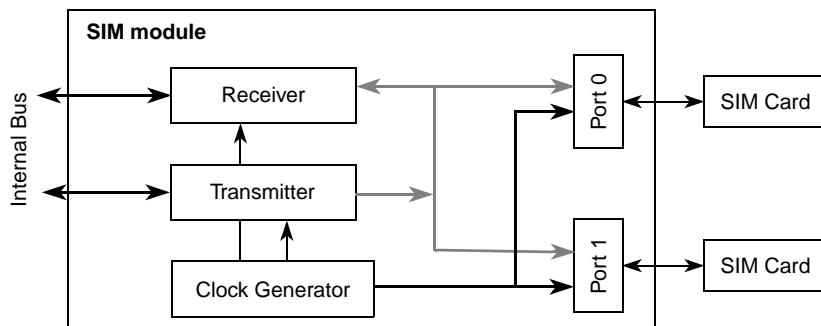 SIM module
Internal Bus
Receiver
Transmitter
Clock Generator
Port 0
Port 1
SIM Card
SIM Card